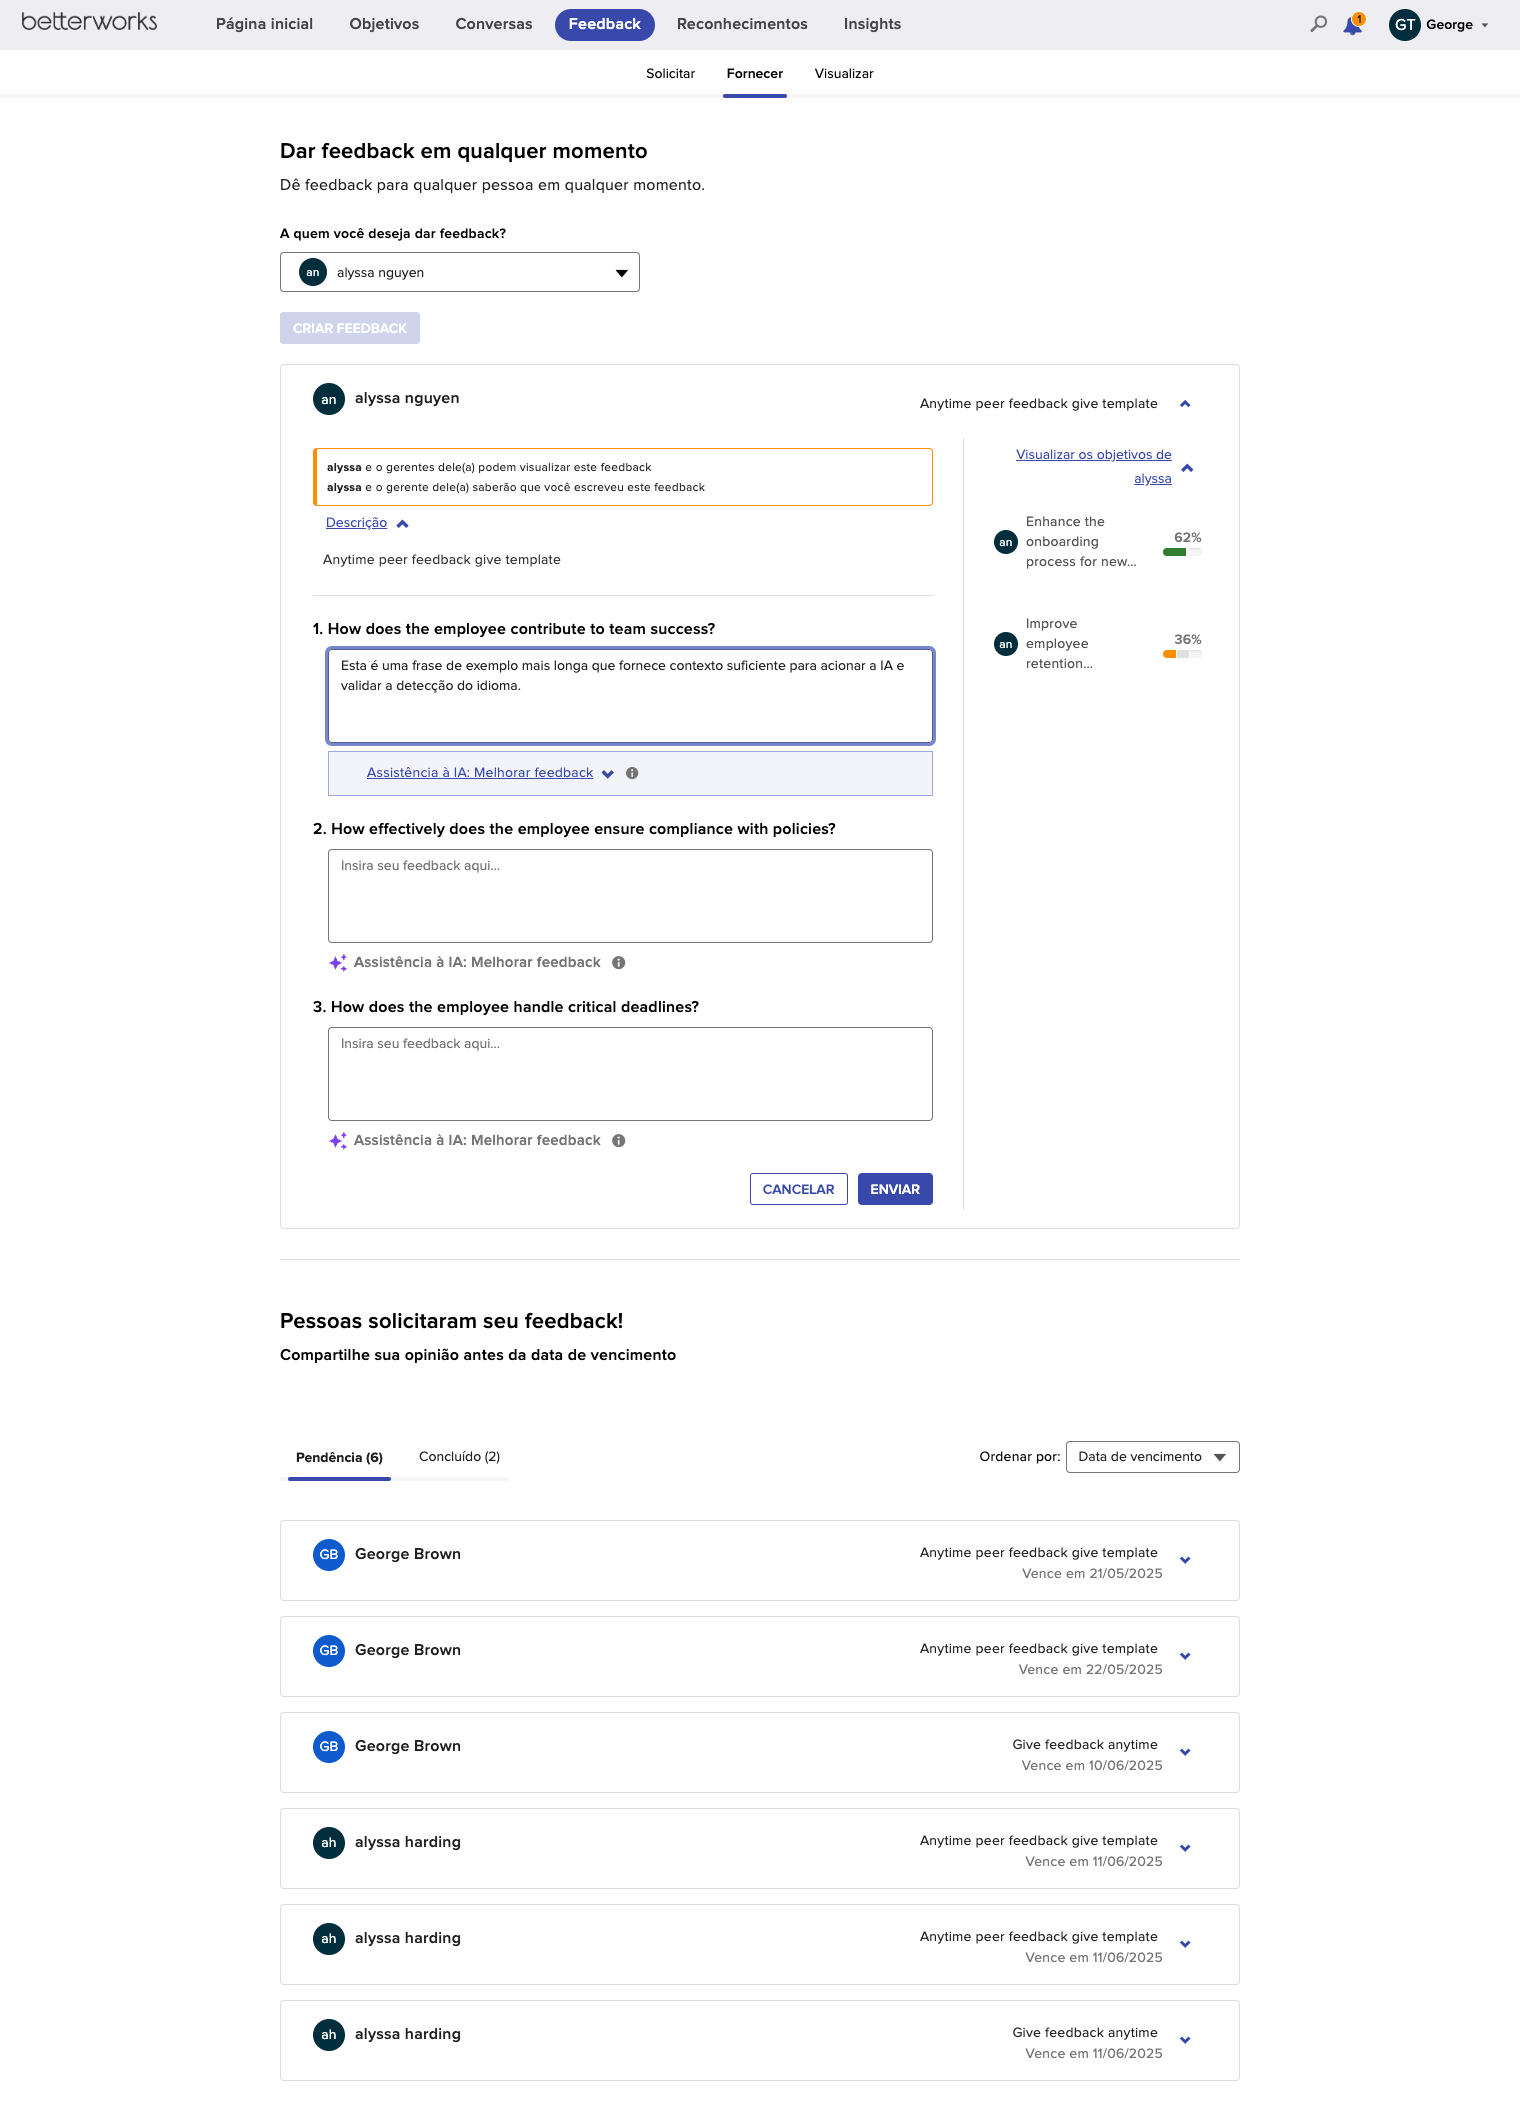 betterworks
Página inicial
Objetivos
Conversas
Feedback
Reconhecimentos
Insights
1
GT
George
Solicitar
Fornecer
Visualizar
Dar feedback em qualquer momento
Dê feedback para qualquer pessoa em qualquer momento.
A quem você deseja dar feedback?
an
alyssa nguyen
CRIAR FEEDBACK
an
alyssa nguyen
Anytime peer feedback give template
alyssa e o gerentes dele(a) podem visualizar este feedback
alyssa e o gerente dele(a) saberão que você escreveu este feedback
Descrição
Anytime peer feedback give template
1. How does the employee contribute to team success?
Esta é uma frase de exemplo mais longa que fornece contexto suficiente para acionar a IA e
validar a detecção do idioma.
Assistência à IA: Melhorar feedback
2. How effectively does the employee ensure compliance with policies?
Insira seu feedback aqui...
Assistência à IA: Melhorar feedback
3. How does the employee handle critical deadlines?
Insira seu feedback aqui...
Assistência à IA: Melhorar feedback
CANCELAR
ENVIAR
Visualizar os objetivos de
alyssa
an
Enhance the
onboarding
process for new...
62%
an
Improve
employee
retention...
36%
Pessoas solicitaram seu feedback!
Compartilhe sua opinião antes da data de vencimento
Pendência (6)
Concluído (2)
Ordenar por:
Data de vencimento
GB
George Brown
Anytime peer feedback give template
Vence em 21/05/2025
GB
George Brown
Anytime peer feedback give template
Vence em 22/05/2025
GB
George Brown
Give feedback anytime
Vence em 10/06/2025
ah
alyssa harding
Anytime peer feedback give template
Vence em 11/06/2025
ah
alyssa harding
Anytime peer feedback give template
Vence em 11/06/2025
ah
alyssa harding
Give feedback anytime
Vence em 11/06/2025